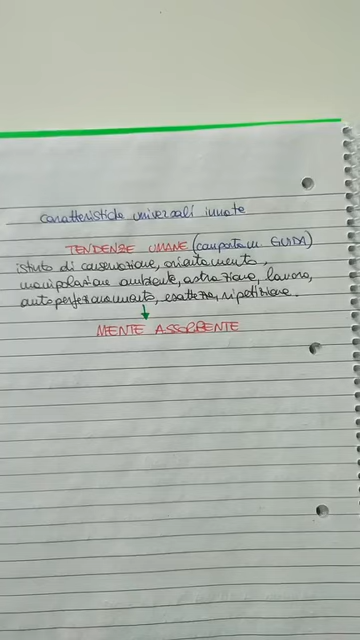 caratteristiche universali innate
TENDENZE UMANE (comportam. GUIDA)
istinto di conservazione, orientamento,
manipolazione ambiente, astrazione, lavoro,
autoperfezionamento, esattezza, ripetizione.
MENTE ASSORBENTE